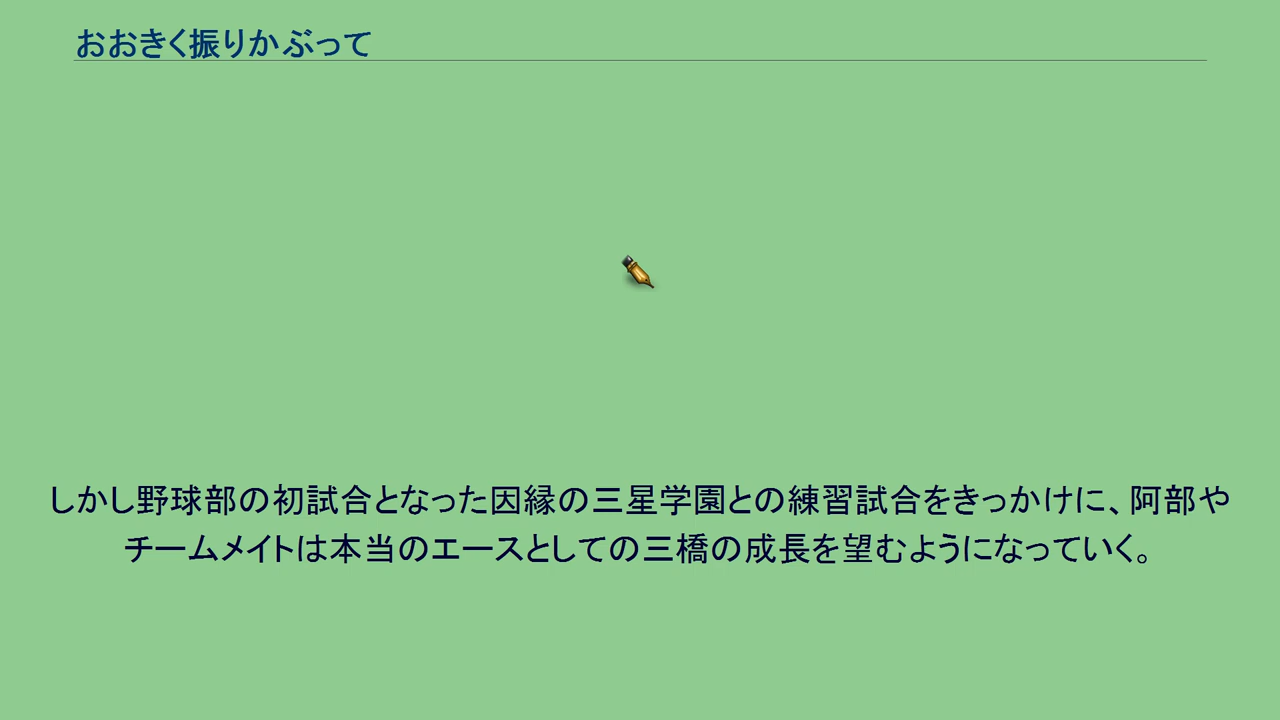 おおきく振りかぶって
しかし野球部の初試合となった因縁の三星学園との練習試合をきっかけに、阿部や
チームメイトは本当のエースとしての三橋の成長を望むようになっていく。